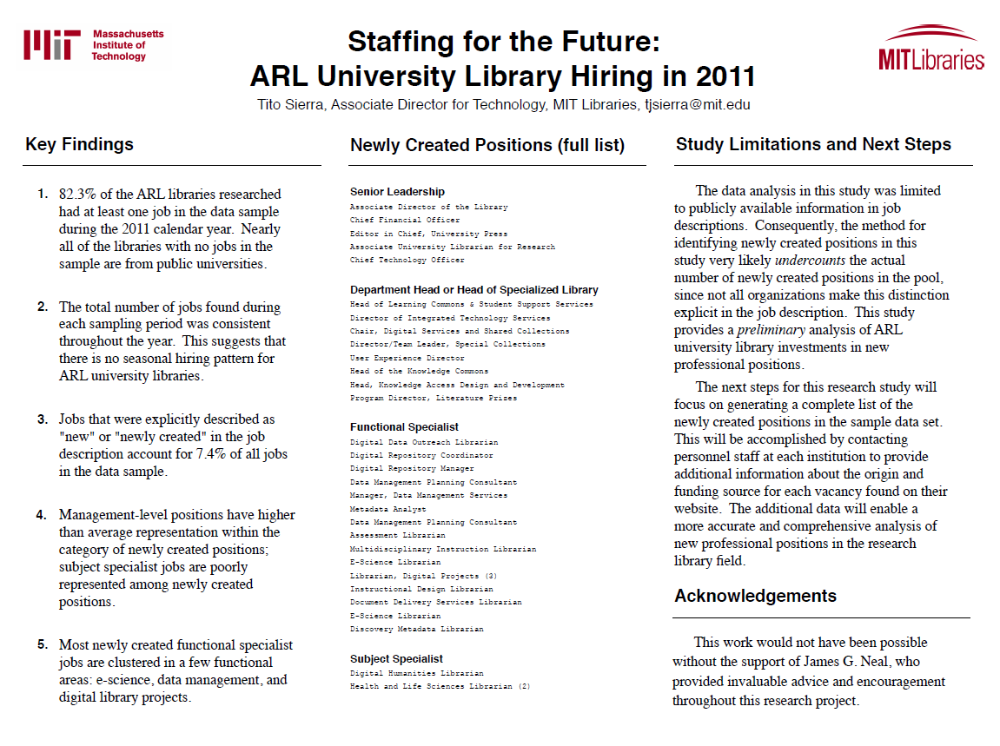 Massachusetts
Institute of
Technology
Staffing for the Future:
ARL University Library Hiring in 2011
Tito Sierra, Associate Director for Technology, MIT Libraries, tjsierra@mit.edu
MITLibraries
Key Findings
1. 82.3% of the ARL libraries researched
had at least one job in the data sample
during the 2011 calendar year. Nearly
all of the libraries with no jobs in the
sample are from public universities.
2. The total number of jobs found during
each sampling period was consistent
throughout the year. This suggests that
there is no seasonal hiring pattern for
ARL university libraries.
3. Jobs that were explicitly described as
"new" or "newly created" in the job
description account for 7.4% of all jobs
in the data sample.
4. Management-level positions have higher
than average representation within the
category of newly created positions;
subject specialist jobs are poorly
represented among newly created
positions.
5. Most newly created functional specialist
jobs are clustered in a few functional
areas: e-science, data management, and
digital library projects.
Newly Created Positions (full list)
Senior Leadership
Associate Director of the Library
Chief Financial Officer
Editor in Chief, University Press
Associate University Librarian for Research
Chief Technology Officer
Department Head or Head of Specialized Library
Head of Learning Commons & Student Support Services
Director of Integrated Technology Services
Chair, Digital Services and Shared Collections
Director/Team Leader, Special Collections
User Experience Director
Head of the Knowledge Commons
Head, Knowledge Access Design and Development
Program Director, Literature Prizes
Functional Specialist
Digital Data Outreach Librarian
Digital Repository Coordinator
Digital Repository Manager
Data Management Planning Consultant
Manager, Data Management Services
Metadata Analyst
Data Management Planning Consultant
Assessment Librarian
Multidisciplinary Instruction Librarian
E-Science Librarian
Librarian, Digital Projects (3)
Instructional Design Librarian
Document Delivery Services Librarian
E-Science Librarian
Discovery Metadata Librarian
Subject Specialist
Digital Humanities Librarian
Health and Life Sciences Librarian (2)
Study Limitations and Next Steps
The data analysis in this study was limited
to publicly available information in job
descriptions. Consequently, the method for
identifying newly created positions in this
study very likely undercounts the actual
number of newly created positions in the pool,
since not all organizations make this distinction
explicit in the job description. This study
provides a preliminary analysis of ARL
university library investments in new
professional positions.
The next steps for this research study will
focus on generating a complete list of the
newly created positions in the sample data set.
This will be accomplished by contacting
personnel staff at each institution to provide
additional information about the origin and
funding source for each vacancy found on their
website. The additional data will enable a
more accurate and comprehensive analysis of
new professional positions in the research
library field.
Acknowledgements
This work would not have been possible
without the support of James G. Neal, who
provided invaluable advice and encouragement
throughout this research project.